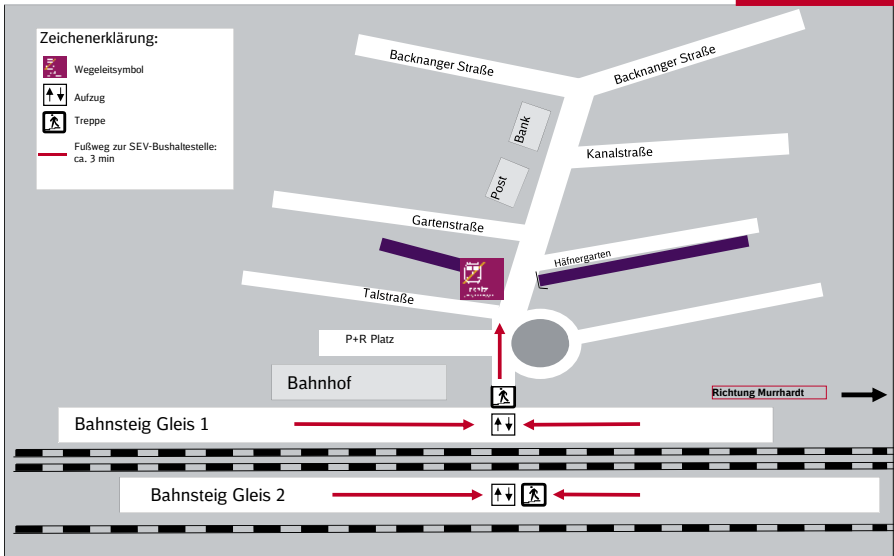 Zeichenerklärung:
Wegeleitsymbol
Aufzug
Treppe
Fußweg zur SEV-Bushaltestelle:
ca. 3 min
Backnanger Straße
Backnanger Straße
Bank
Kanalstraße
Post
Gartenstraße
Häfnergarten
Talstraße
P+R Platz
Bahnhof
Richtung Murrhardt
Bahnsteig Gleis 1
Bahnsteig Gleis 2